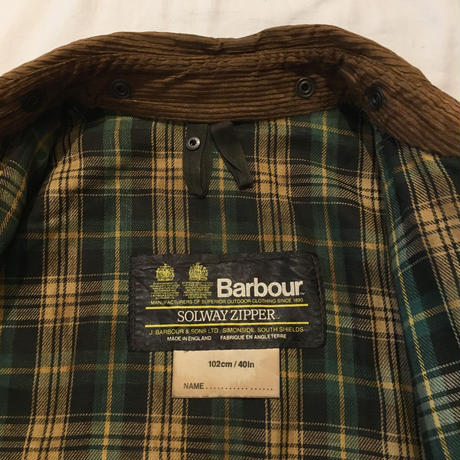 Barbour
MANUFACTURERS OF SUPERIOR OUTDOOR CLOTHING SINCE 1890
SOLWAY ZIPPER
J. BARBOUR & SONS LTD., SIMONSIDE, SOUTH SHIELDS
MADE IN ENGLAND FABRIQUE EN ANGLETERRE
102cm / 40In
NAME.................